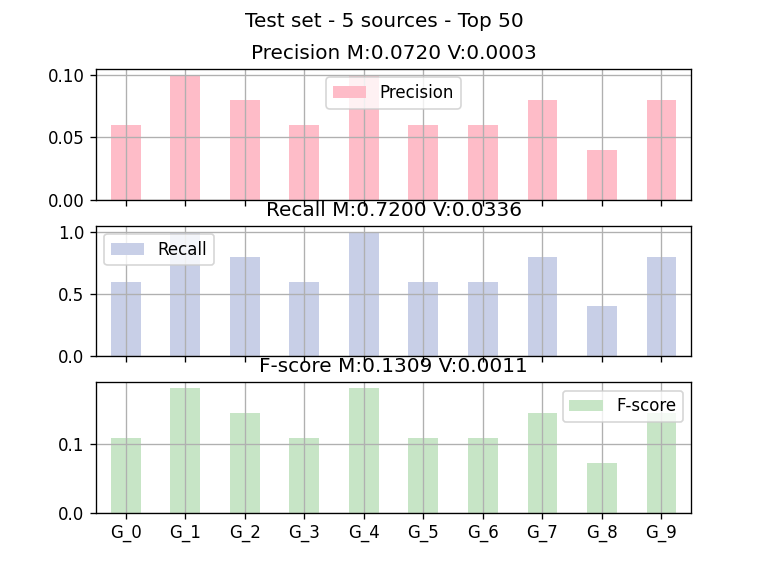 Test set - 5 sources - Top 50
Precision M:0.0720 V:0.0003
0.10
0.05
0.00
Precision
Recall M:0.7200 V:0.0336
1.0
0.5
0.0
Recall
F-score M:0.1309 V:0.0011
0.1
0.0
F-score
G_0 G_1 G_2 G_3 G_4 G_5 G_6 G_7 G_8 G_9